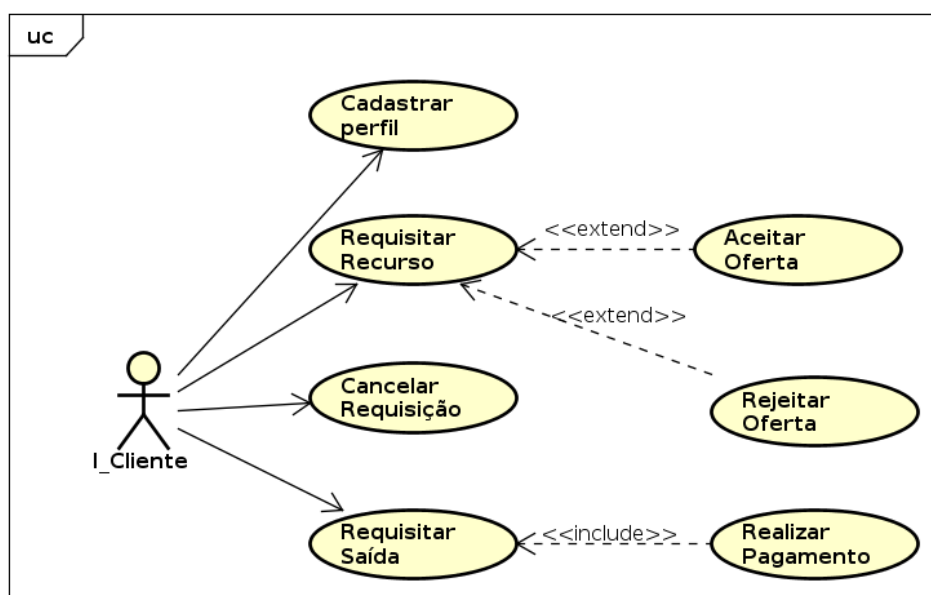 uc
Cadastrar
perfil
Requisitar
Recurso
<<extend>>
Aceitar
Oferta
<<extend>>
Cancelar
Requisição
Rejeitar
Oferta
I_Cliente
Requisitar
Saída
<<include>>
Realizar
Pagamento